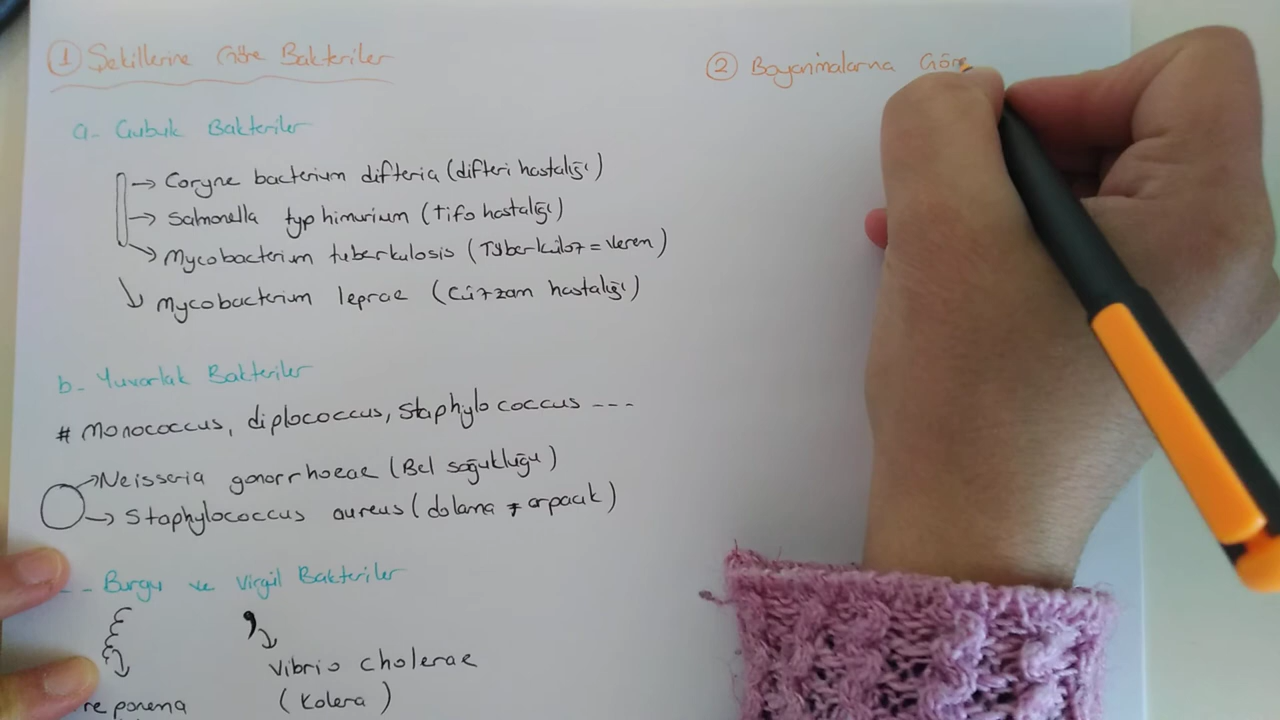 1 Şekillerine Göre Bakteriler
a- Çubuk Bakteriler
→ Coryne bacterium difteria (difteri hastalığı)
→ Salmonella typhimurium (Tifo hastalığı)
→ Mycobacterium tuberkulosis (Tüberküloz = Verem)
Mycobacterium leprae (Cüzzam hastalığı)
b- Yuvarlak Bakteriler
# Monococcus, diplococcus, Staphylococcus ---
→ Neisseria gonorrhoeae (Bel soğukluğu)
→ Staphylococcus aureus (dolama, arpacık)
- Burgu ve Virgül Bakteriler
Vibrio cholerae
(Kolera)
reponema
2 Boyanmalarına Göre